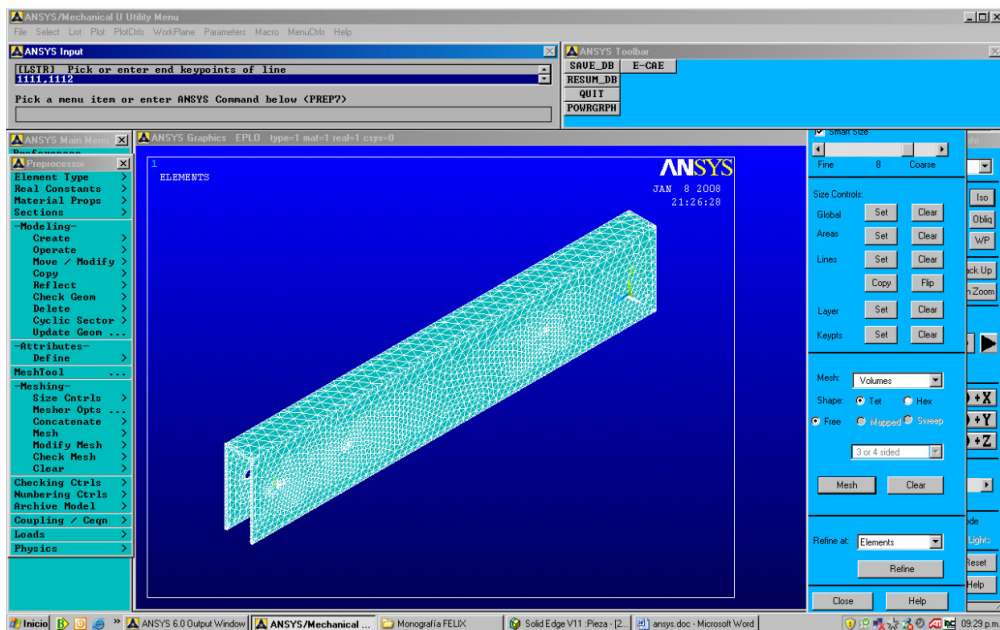 ANSYS/Mechanical U Utility Menu
File Select List Plot PlotCtrls WorkPlane Parameters Macro MenuCtrls Help
ANSYS Input
[LSTR] Pick or enter end keypoints of line
1111,1112
Pick a menu item or enter ANSYS Command below (PREP7)
ANSYS Toolbar
SAVE_DB E-CAE
RESUM_DB
QUIT
POWRGRPH
ANSYS Main Menu
Preprocessor
Element Type >
Real Constants >
Material Props >
Sections >
-Modeling-
Create >
Operate >
Move / Modify >
Copy >
Reflect >
Check Geom >
Delete >
Cyclic Sector >
Update Geom ...
-Attributes-
Define >
MeshTool ...
-Meshing-
Size Cntrls >
Mesher Opts ...
Concatenate >
Mesh >
Modify Mesh >
Check Mesh >
Clear >
Checking Ctrls >
Numbering Ctrls >
Archive Model >
Coupling / Ceqn >
Loads >
Physics >
ANSYS Graphics EPLO type=1 mat=1 real=1 csys=0
1
ELEMENTS
ANSYS
JAN 8 2008
21:26:28
Smart Size
Fine 8 Coarse
Size Controls:
Global Set Clear
Areas Set Clear
Lines Set Clear
Copy Flip
Layer Set Clear
Keypts Set Clear
Mesh: Volumes
Shape: Tet Hex
Free Mapped Sweep
3 or 4 sided
Mesh Clear
Refine at: Elements
Refine
Close Help
Iso
Obliq
WP
ck Up
n Zoom
+X
+Y
+Z
ode
Lights
Reset
Help
Inicio
ANSYS 6.0 Output Window
ANSYS/Mechanical ...
Monografía FELIX
Solid Edge V11 :Pieza - [2...
ansys.doc - Microsoft Word
09:29 p.m.